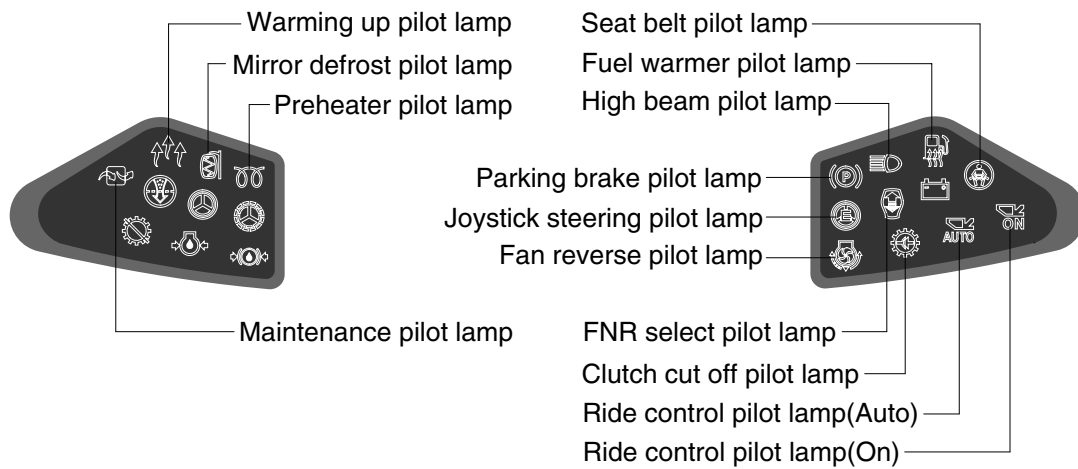 Warming up pilot lamp
Mirror defrost pilot lamp
Preheater pilot lamp
Maintenance pilot lamp
Seat belt pilot lamp
Fuel warmer pilot lamp
High beam pilot lamp
Parking brake pilot lamp
Joystick steering pilot lamp
Fan reverse pilot lamp
P
AUTO
ON
FNR select pilot lamp
Clutch cut off pilot lamp
Ride control pilot lamp(Auto)
Ride control pilot lamp(On)